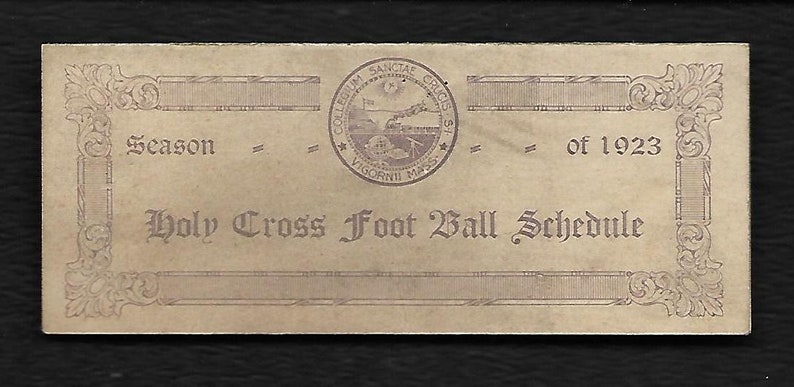 COLLEGIUM SANCTAE CRUCIS S·J·
★ VIGORNII MASS. ★
Season - - - - of 1923
Holy Cross Foot Ball Schedule